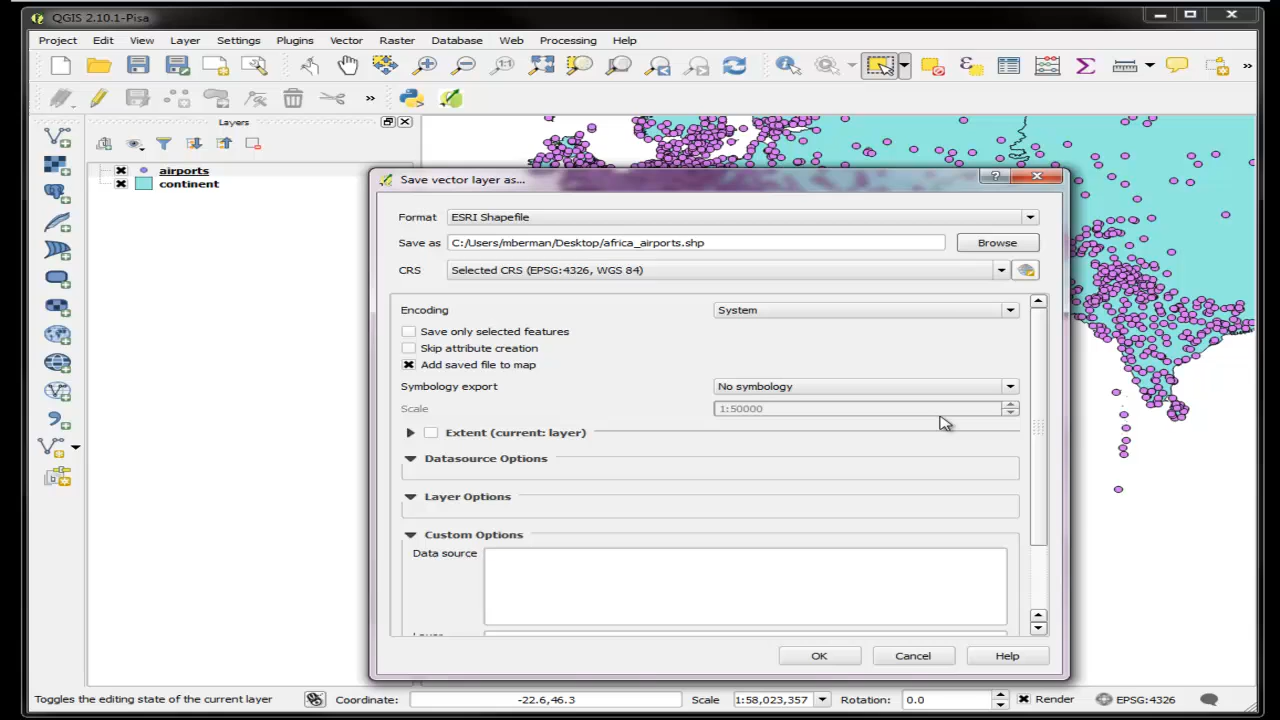 QGIS 2.10.1-Pisa
Project Edit View Layer Settings Plugins Vector Raster Database Web Processing Help
Layers
airports
continent
Save vector layer as...
Format ESRI Shapefile
Save as C:/Users/mberman/Desktop/africa_airports.shp Browse
CRS Selected CRS (EPSG:4326, WGS 84)
Encoding System
Save only selected features
Skip attribute creation
Add saved file to map
Symbology export No symbology
Scale 1:50000
Extent (current: layer)
Datasource Options
Layer Options
Custom Options
Data source
OK Cancel Help
Toggles the editing state of the current layer Coordinate: -22.6,46.3 Scale 1:58,023,357 Rotation: 0.0 Render EPSG:4326